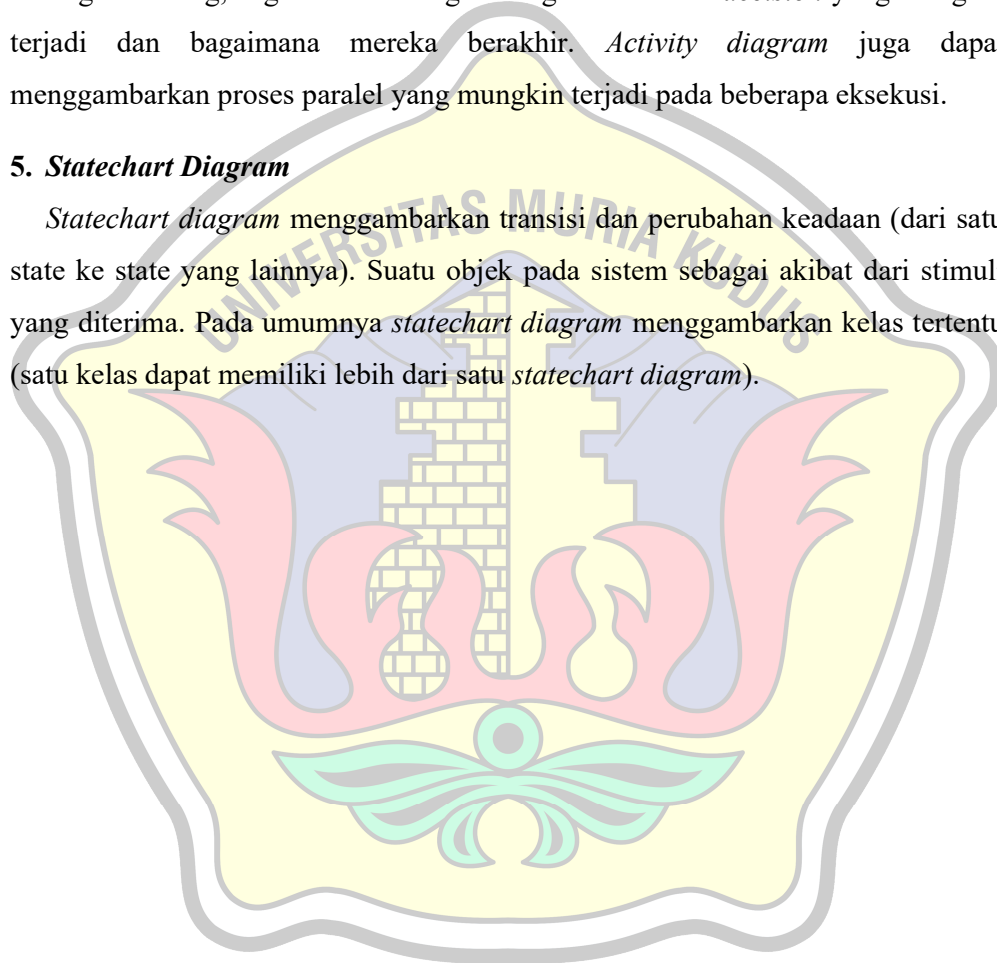 terjadi dan bagaimana mereka berakhir. Activity diagram juga dapa
menggambarkan proses paralel yang mungkin terjadi pada beberapa eksekusi.
5. Statechart Diagram
Statechart diagram menggambarkan transisi dan perubahan keadaan (dari satu
state ke state yang lainnya). Suatu objek pada sistem sebagai akibat dari stimul
yang diterima. Pada umumnya statechart diagram menggambarkan kelas tertentu
(satu kelas dapat memiliki lebih dari satu statechart diagram).
UNIVERSITAS MURIA KUDUS